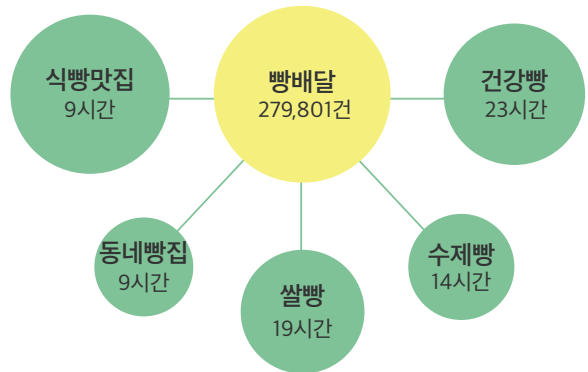 식빵맛집
9시간
빵배달
279,801건
건강빵
23시간
동네빵집
9시간
쌀빵
19시간
수제빵
14시간